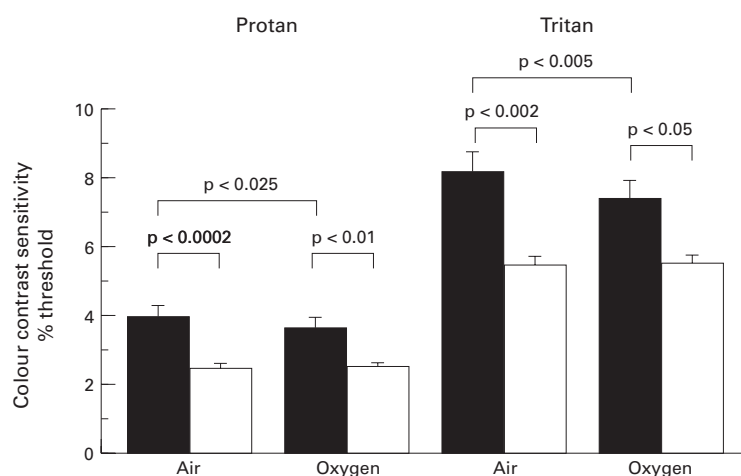 Protan
Tritan
p < 0.005
p < 0.002
p < 0.05
p < 0.025
p < 0.0002
p < 0.01
Colour contrast sensitivity
% threshold
10
8
6
4
2
0
Air
Oxygen
Air
Oxygen